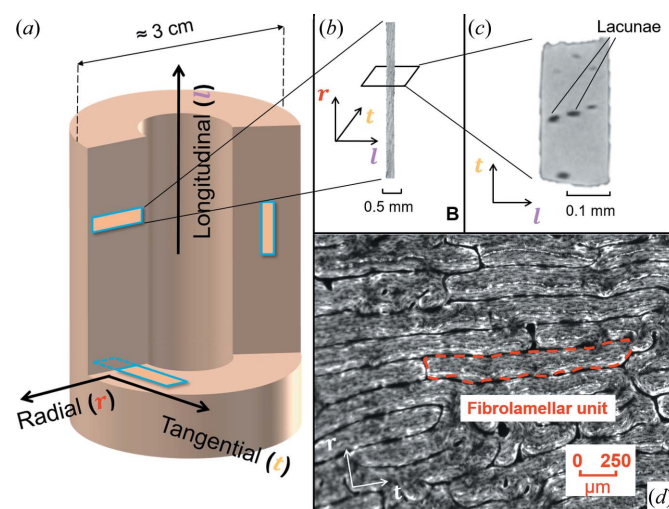 (a)
≈ 3 cm
Longitudinal (l)
Radial (r)
Tangential (t)
(b)
r
t
l
0.5 mm
B
(c)
Lacunae
t
l
0.1 mm
Fibrolamellar unit
r
t
0 250
µm
(d)